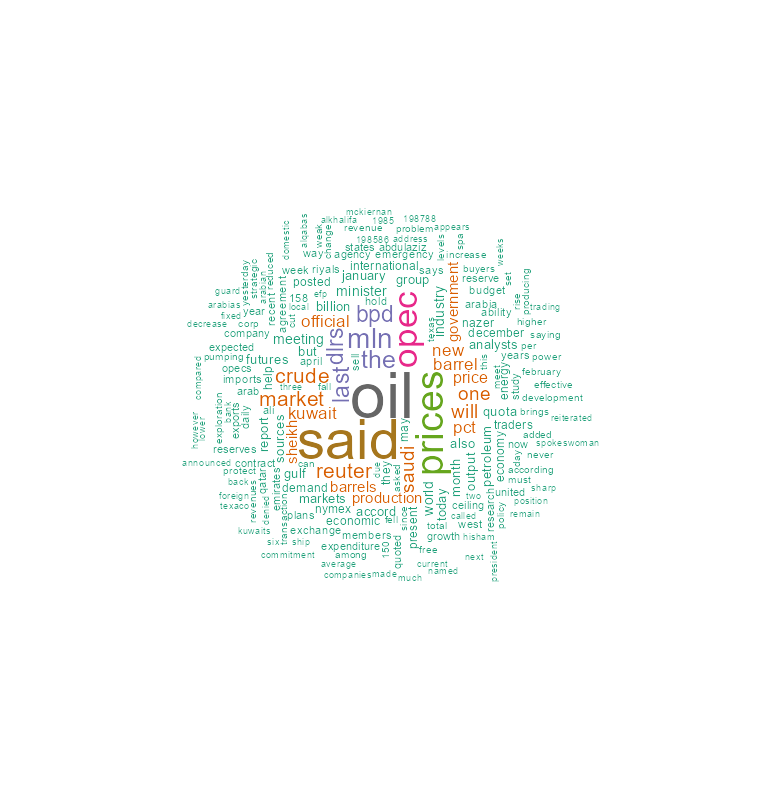 mckiernan
alkhalifa 1985 198788
revenue problem appears
domestic
alqabas
weak
change
198586 address
states abdulaziz
levels
spa
weeks
way agency emergency increase
yesterday
strategic
arabian
reduced
week riyals international says buyers
january group reserve
set
producing
guard
posted
minister
budget
rise
trading
arabias
158 efp hold
industry
government
arabia
fixed year
recent
agreement
local billion bpd
opec
ability higher
decrease corp
cut
official
texas
nazer
december saying
company meeting
dlrs
mln
analysts per
expected but
sell
the
new
this
years power
pumping futures april
barrel
meet
energy
study
february
opecs
help
crude
last
price
effective
imports
three fall
oil
one
development
compared
arab
market
prices
will
quota brings
exploration
bank
daily
exports
ali kuwait
reiterated
however
lower
report
sources
sheikh
said
may
pct
traders
added
also now spokeswoman
reserves
petroleum
economy
day
never
announced contract
can
reuter
due
they
asked
saudi
month
output
according
protect
qatar
gulf
must
back
emirates
demand barrels
production
world
today
two
research
united position
foreign
revenues
denied
transaction
markets
since
ceiling
policy
texaco
nymex accord
called
remain
plans economic fell
present
total west
kuwaits
exchange members
growth hisham
six ship
expenditure
150
quoted
free
commitment
among
next
president
average
current
companies made much named